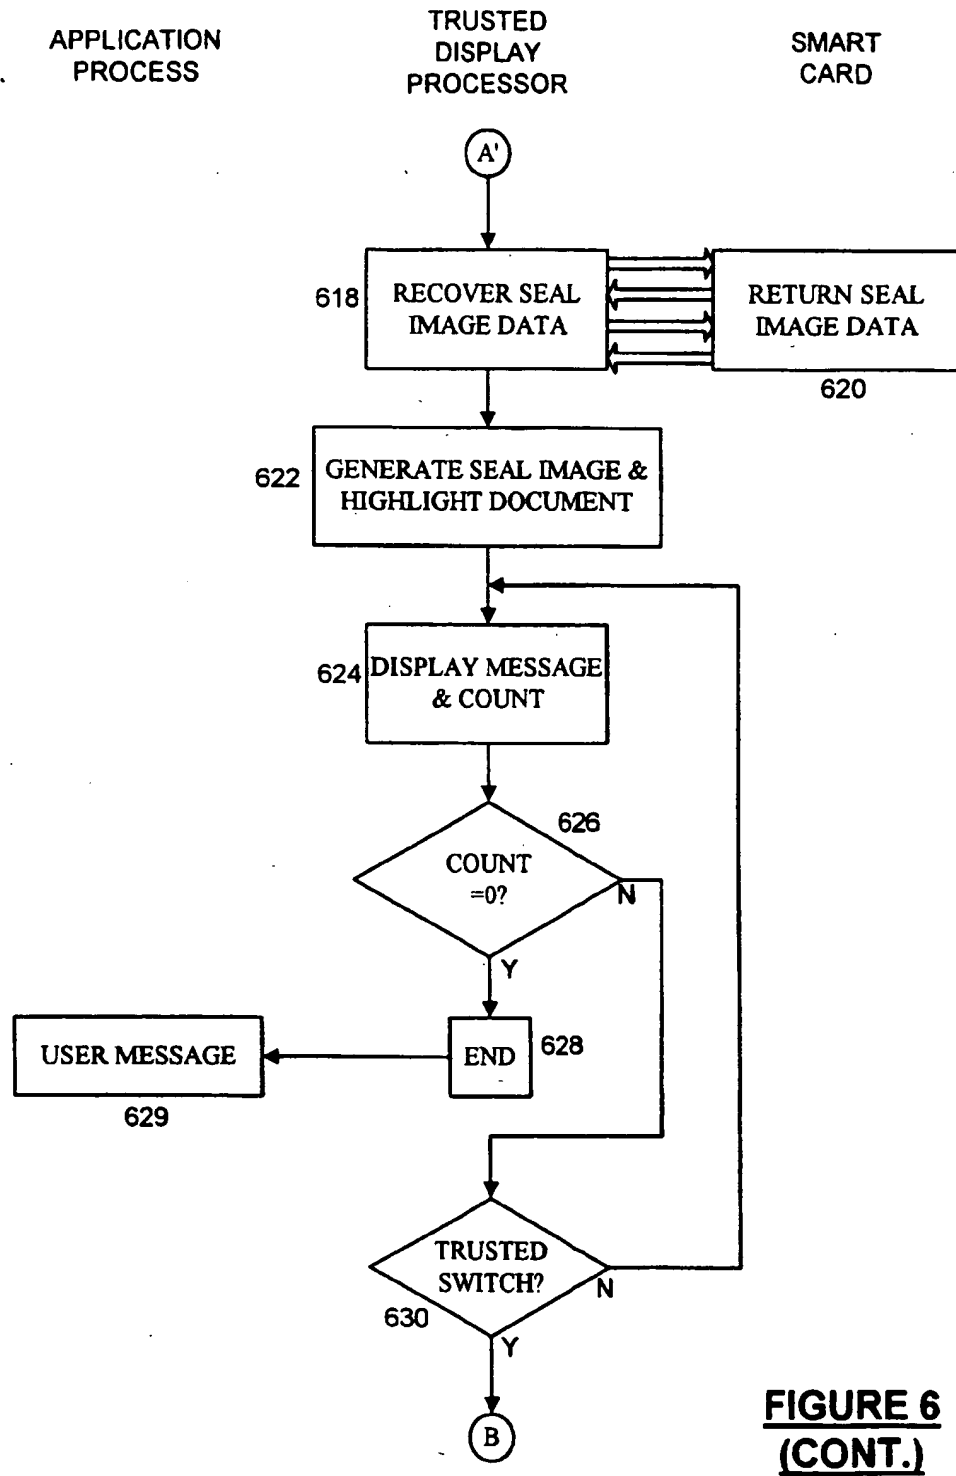 APPLICATION
PROCESS
TRUSTED
DISPLAY
PROCESSOR
SMART
CARD
A'
618
RECOVER SEAL
IMAGE DATA
RETURN SEAL
IMAGE DATA
620
622
GENERATE SEAL IMAGE &
HIGHLIGHT DOCUMENT
624
DISPLAY MESSAGE
& COUNT
626
COUNT
=0?
N
Y
USER MESSAGE
629
END
628
TRUSTED
SWITCH?
N
630
Y
B
FIGURE 6
(CONT.)